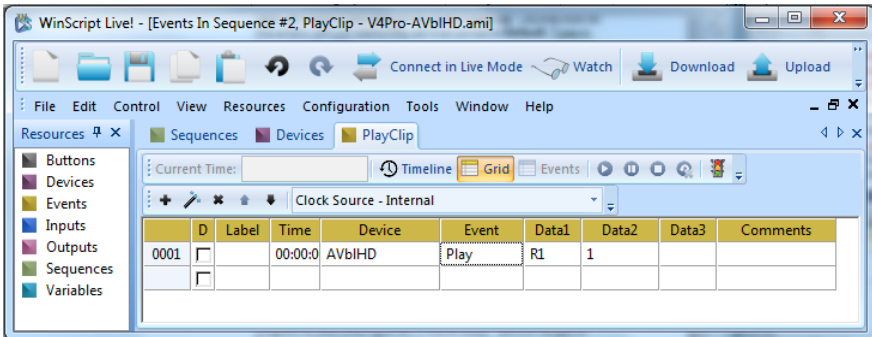 WinScript Live! - [Events In Sequence #2, PlayClip - V4Pro-AVbIHD.ami]
Connect in Live Mode Watch Download Upload
File Edit Control View Resources Configuration Tools Window Help
Resources Sequences Devices PlayClip
Buttons
Devices
Events
Inputs
Outputs
Sequences
Variables
Current Time: Timeline Grid Events
Clock Source - Internal
D Label Time Device Event Data1 Data2 Data3 Comments
0001 00:00:0 AVbIHD Play R1 1